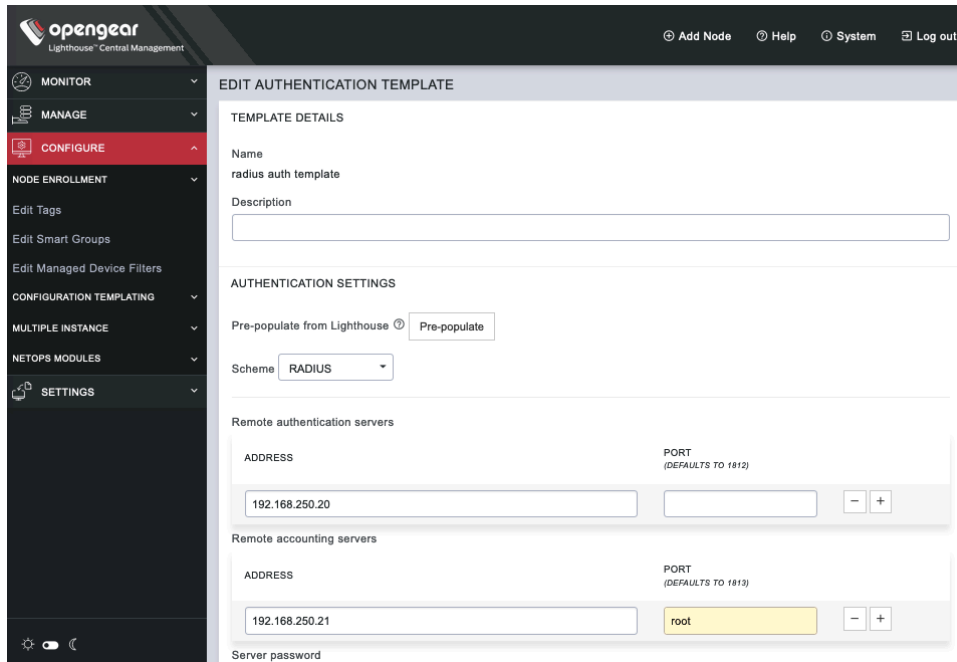 opengear
Lighthouse™ Central Management
Add Node Help System Log out
MONITOR
MANAGE
CONFIGURE
NODE ENROLLMENT
Edit Tags
Edit Smart Groups
Edit Managed Device Filters
CONFIGURATION TEMPLATING
MULTIPLE INSTANCE
NETOPS MODULES
SETTINGS
EDIT AUTHENTICATION TEMPLATE
TEMPLATE DETAILS
Name
radius auth template
Description
AUTHENTICATION SETTINGS
Pre-populate from Lighthouse Pre-populate
Scheme RADIUS
Remote authentication servers
ADDRESS PORT
(DEFAULTS TO 1812)
192.168.250.20 − +
Remote accounting servers
ADDRESS PORT
(DEFAULTS TO 1813)
192.168.250.21 root − +
Server password